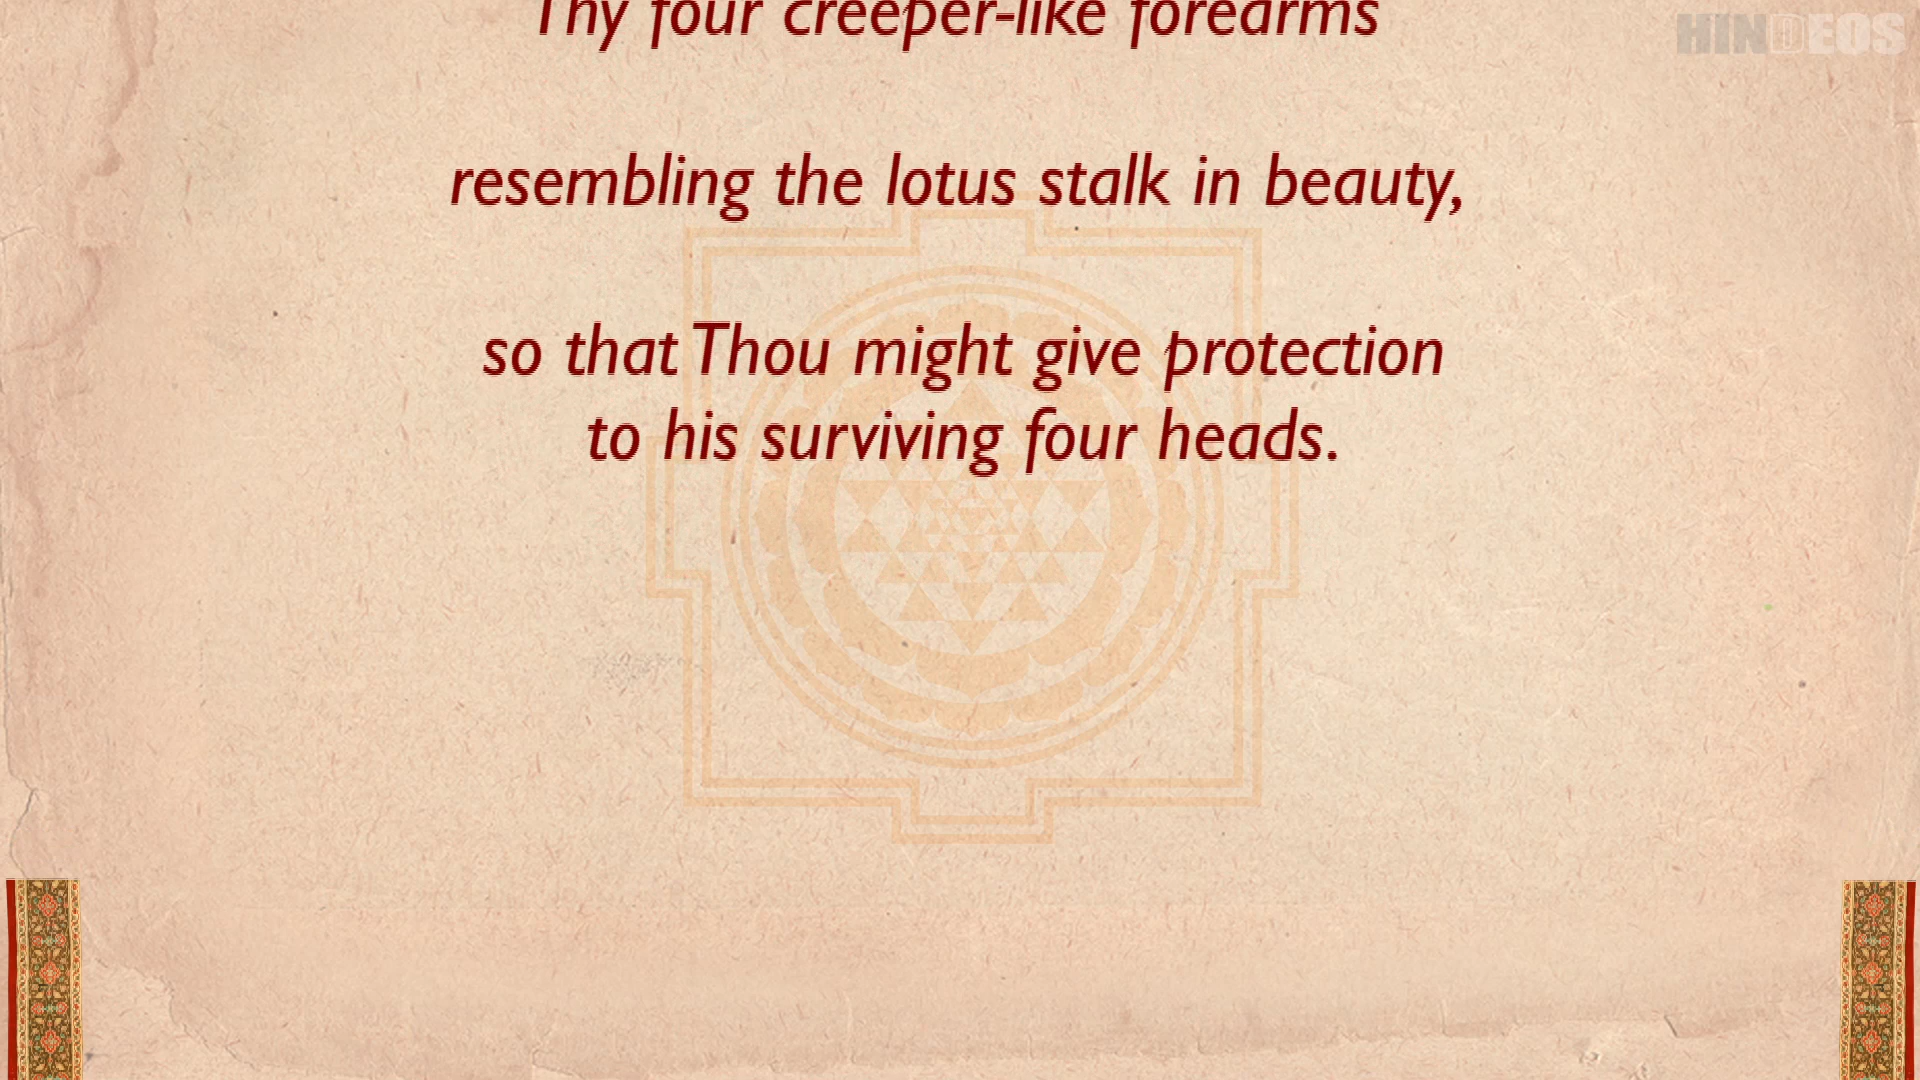 HINDEOS
Thy four creeper-like forearms
resembling the lotus stalk in beauty,
so that Thou might give protection
to his surviving four heads.